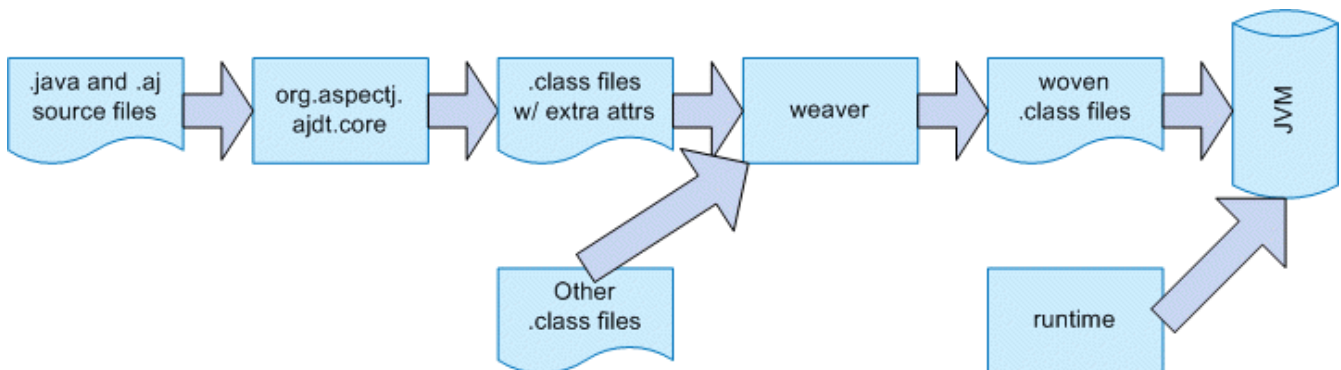 .java and .aj
source files
org.aspectj.
ajdt.core
.class files
w/ extra attrs
weaver
woven
.class files
JVM
Other
.class files
runtime